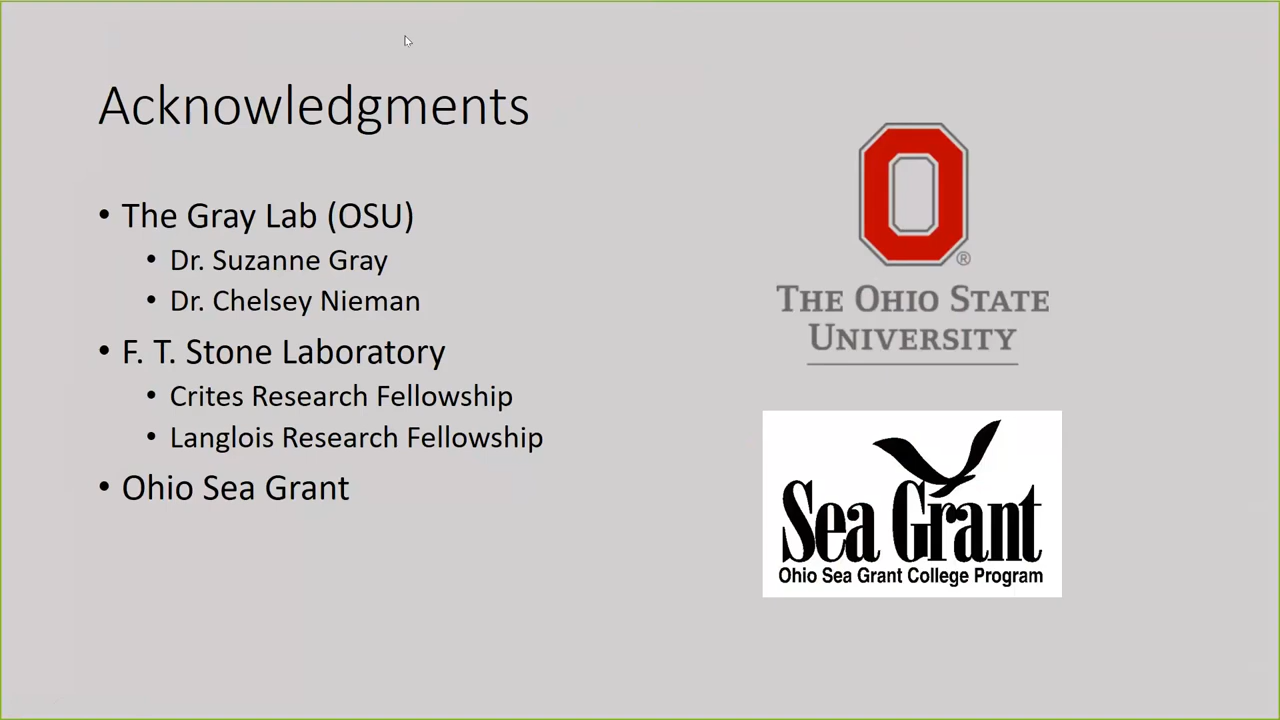 Acknowledgments
• The Gray Lab (OSU)
• Dr. Suzanne Gray
• Dr. Chelsey Nieman
• F. T. Stone Laboratory
• Crites Research Fellowship
• Langlois Research Fellowship
• Ohio Sea Grant
O
®
THE OHIO STATE
UNIVERSITY
Sea Grant
Ohio Sea Grant College Program